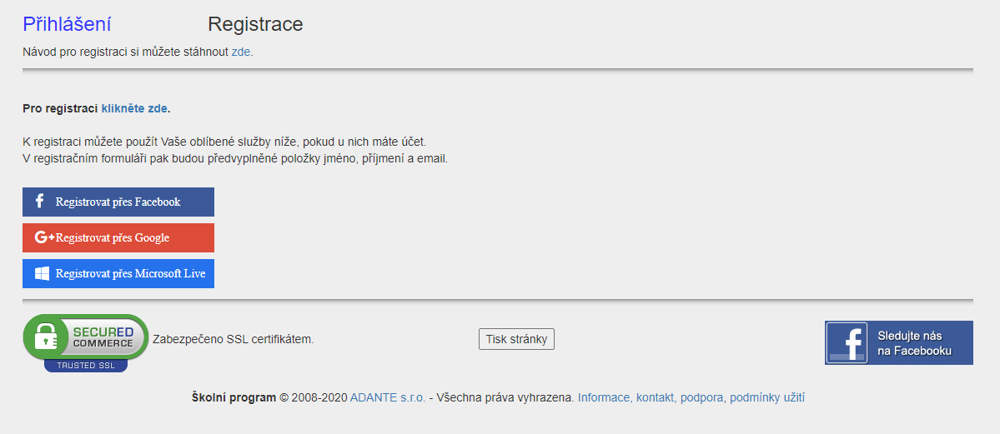 Přihlášení Registrace
Návod pro registraci si můžete stáhnout zde.
Pro registraci klikněte zde.
K registraci můžete použít Vaše oblíbené služby níže, pokud u nich máte účet.
V registračním formuláři pak budou předvyplněné položky jméno, příjmení a email.
Registrovat přes Facebook
G+ Registrovat přes Google
Registrovat přes Microsoft Live
SECURED
COMMERCE
TRUSTED SSL
Zabezpečeno SSL certifikátem.
Tisk stránky
Sledujte nás
na Facebooku
Školní program © 2008-2020 ADANTE s.r.o. - Všechna práva vyhrazena. Informace, kontakt, podpora, podmínky užití